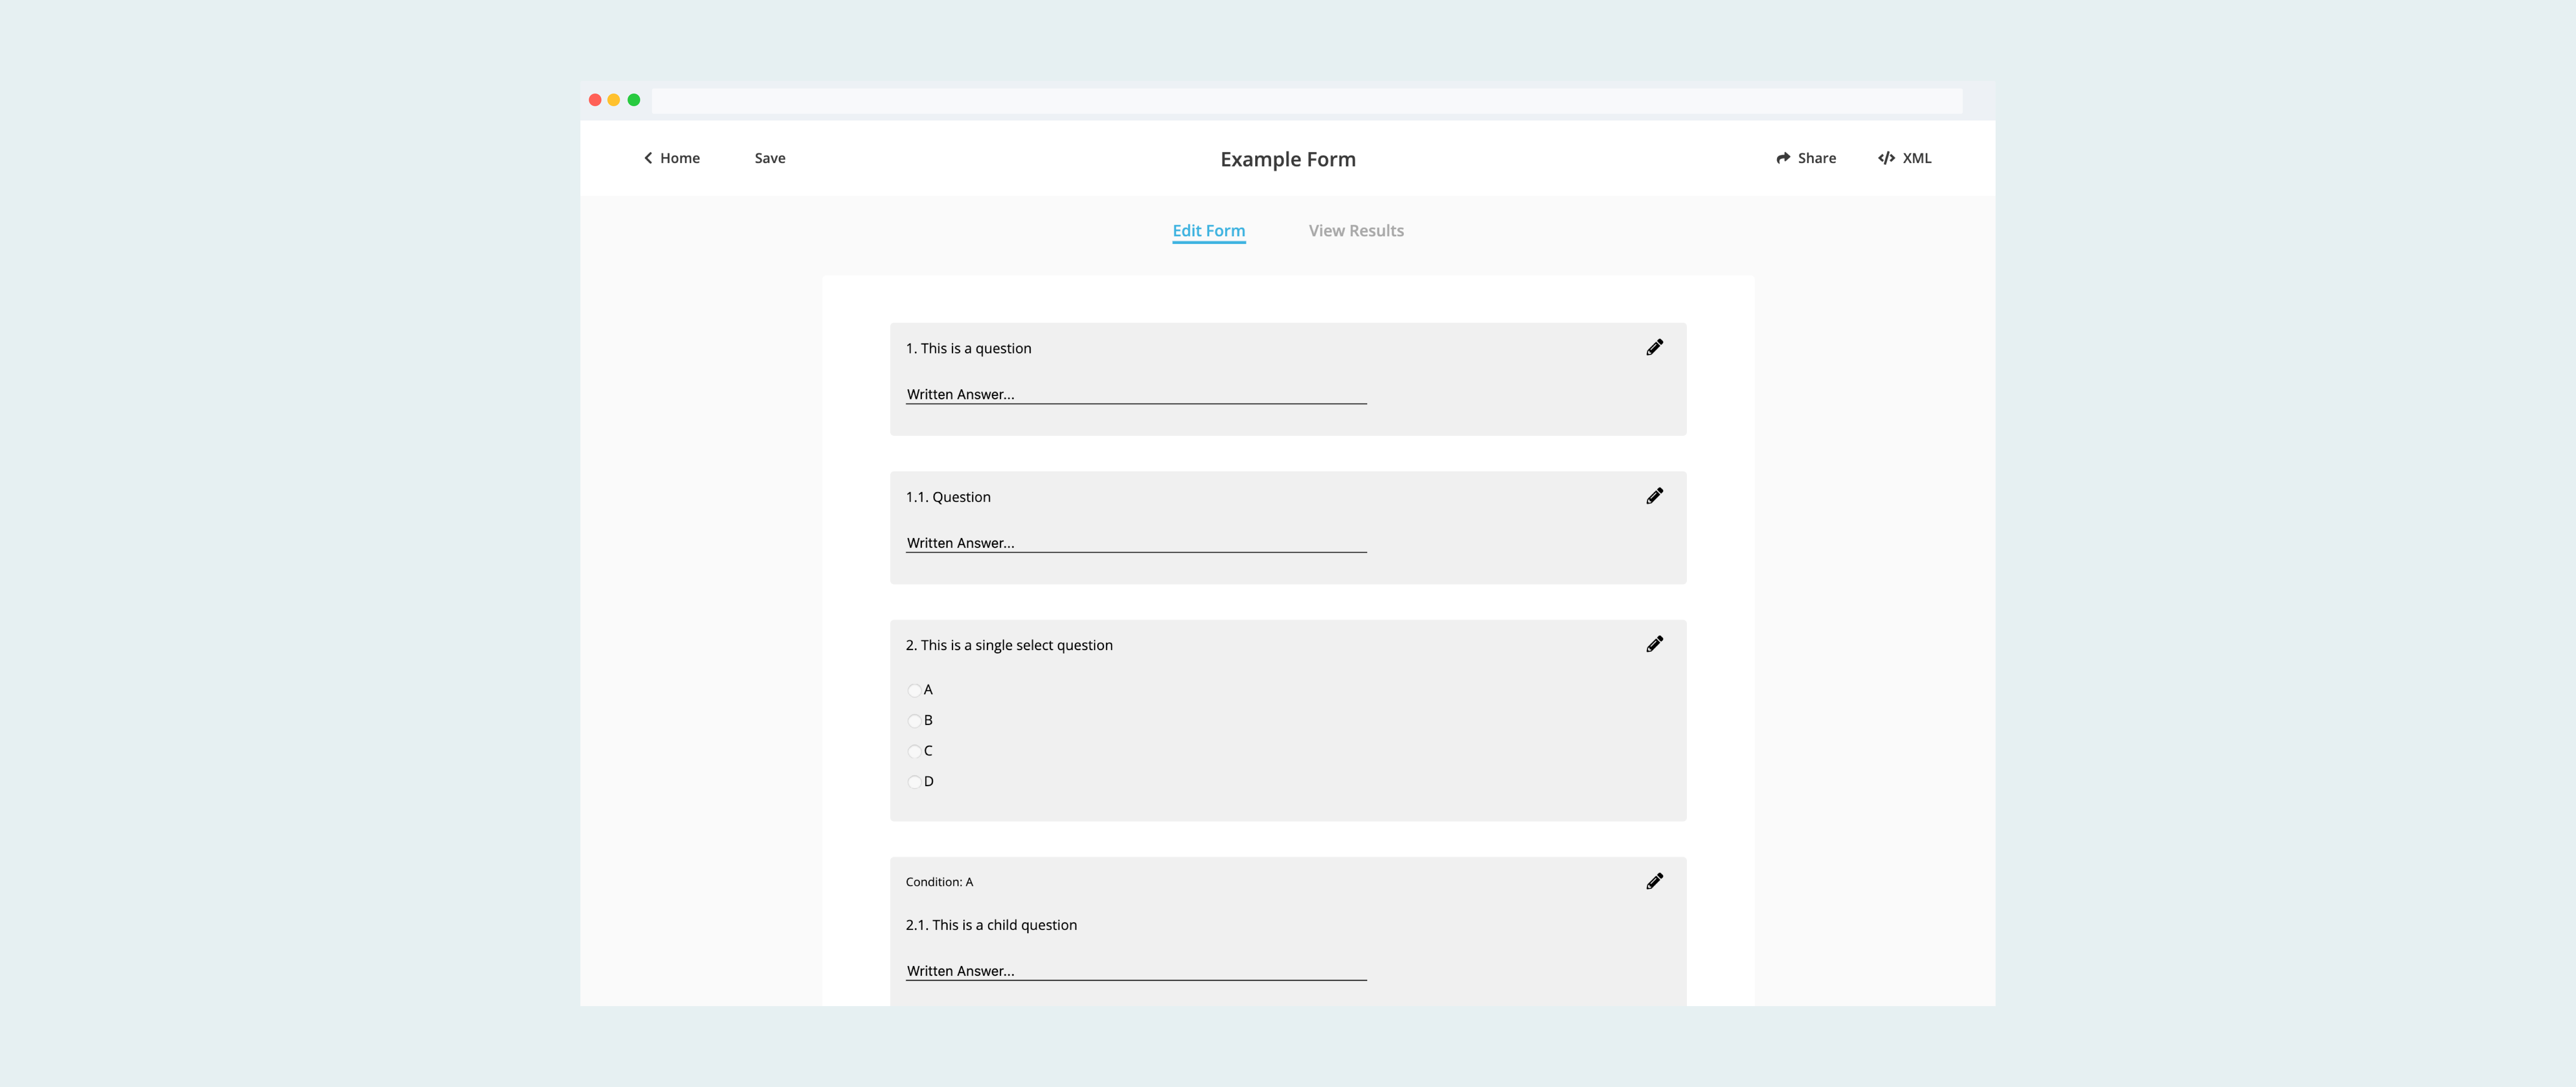 Home Save Example Form Share XML
Edit Form View Results
1. This is a question
Written Answer...
1.1. Question
Written Answer...
2. This is a single select question
A
B
C
D
Condition: A
2.1. This is a child question
Written Answer...